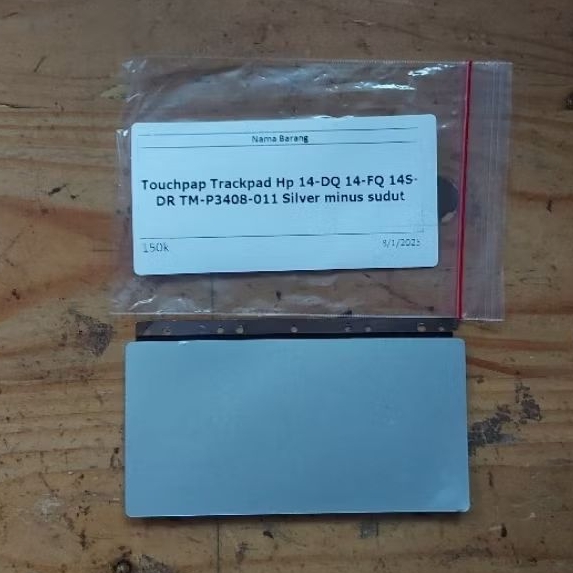 Nama Barang
Touchpap Trackpad Hp 14-DQ 14-FQ 14S-
DR TM-P3408-011 Silver minus sudut
150k